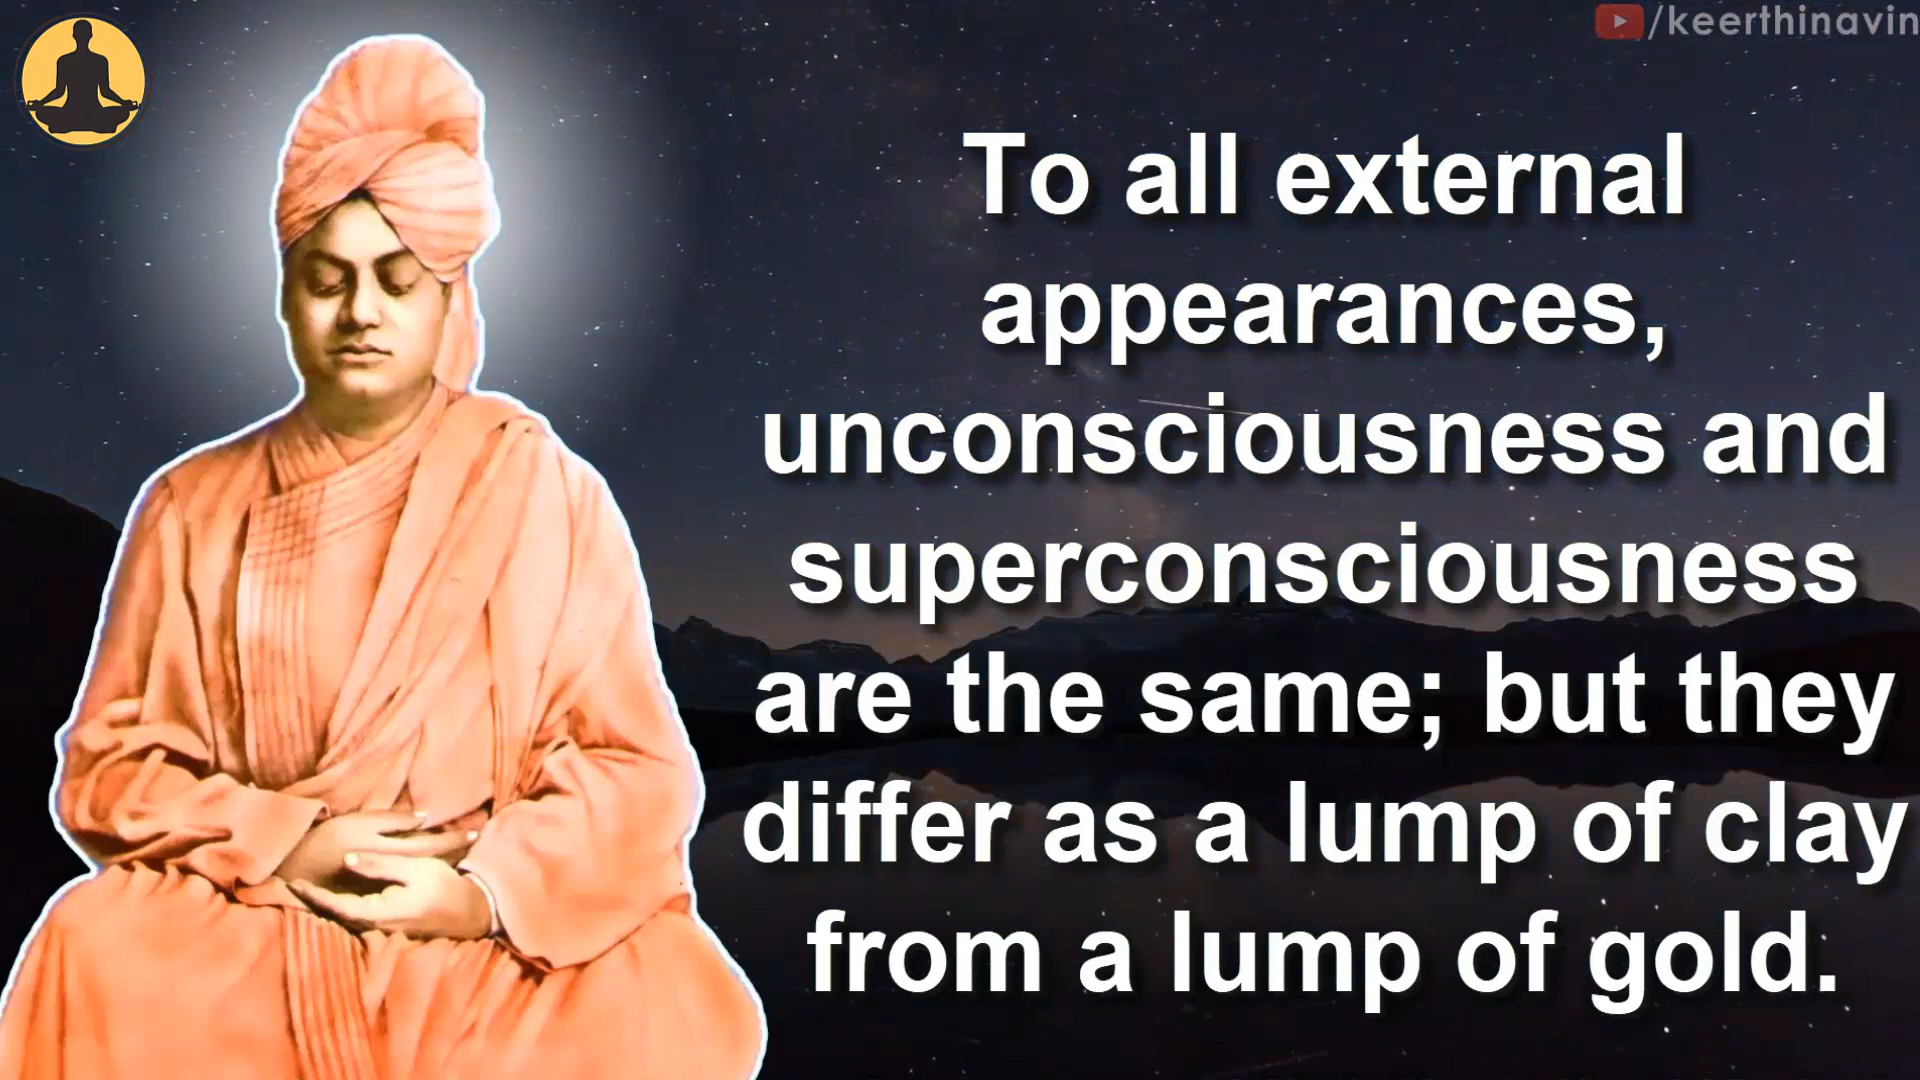 /keerthinavin
To all external
appearances,
unconsciousness and
superconsciousness
are the same; but they
differ as a lump of clay
from a lump of gold.